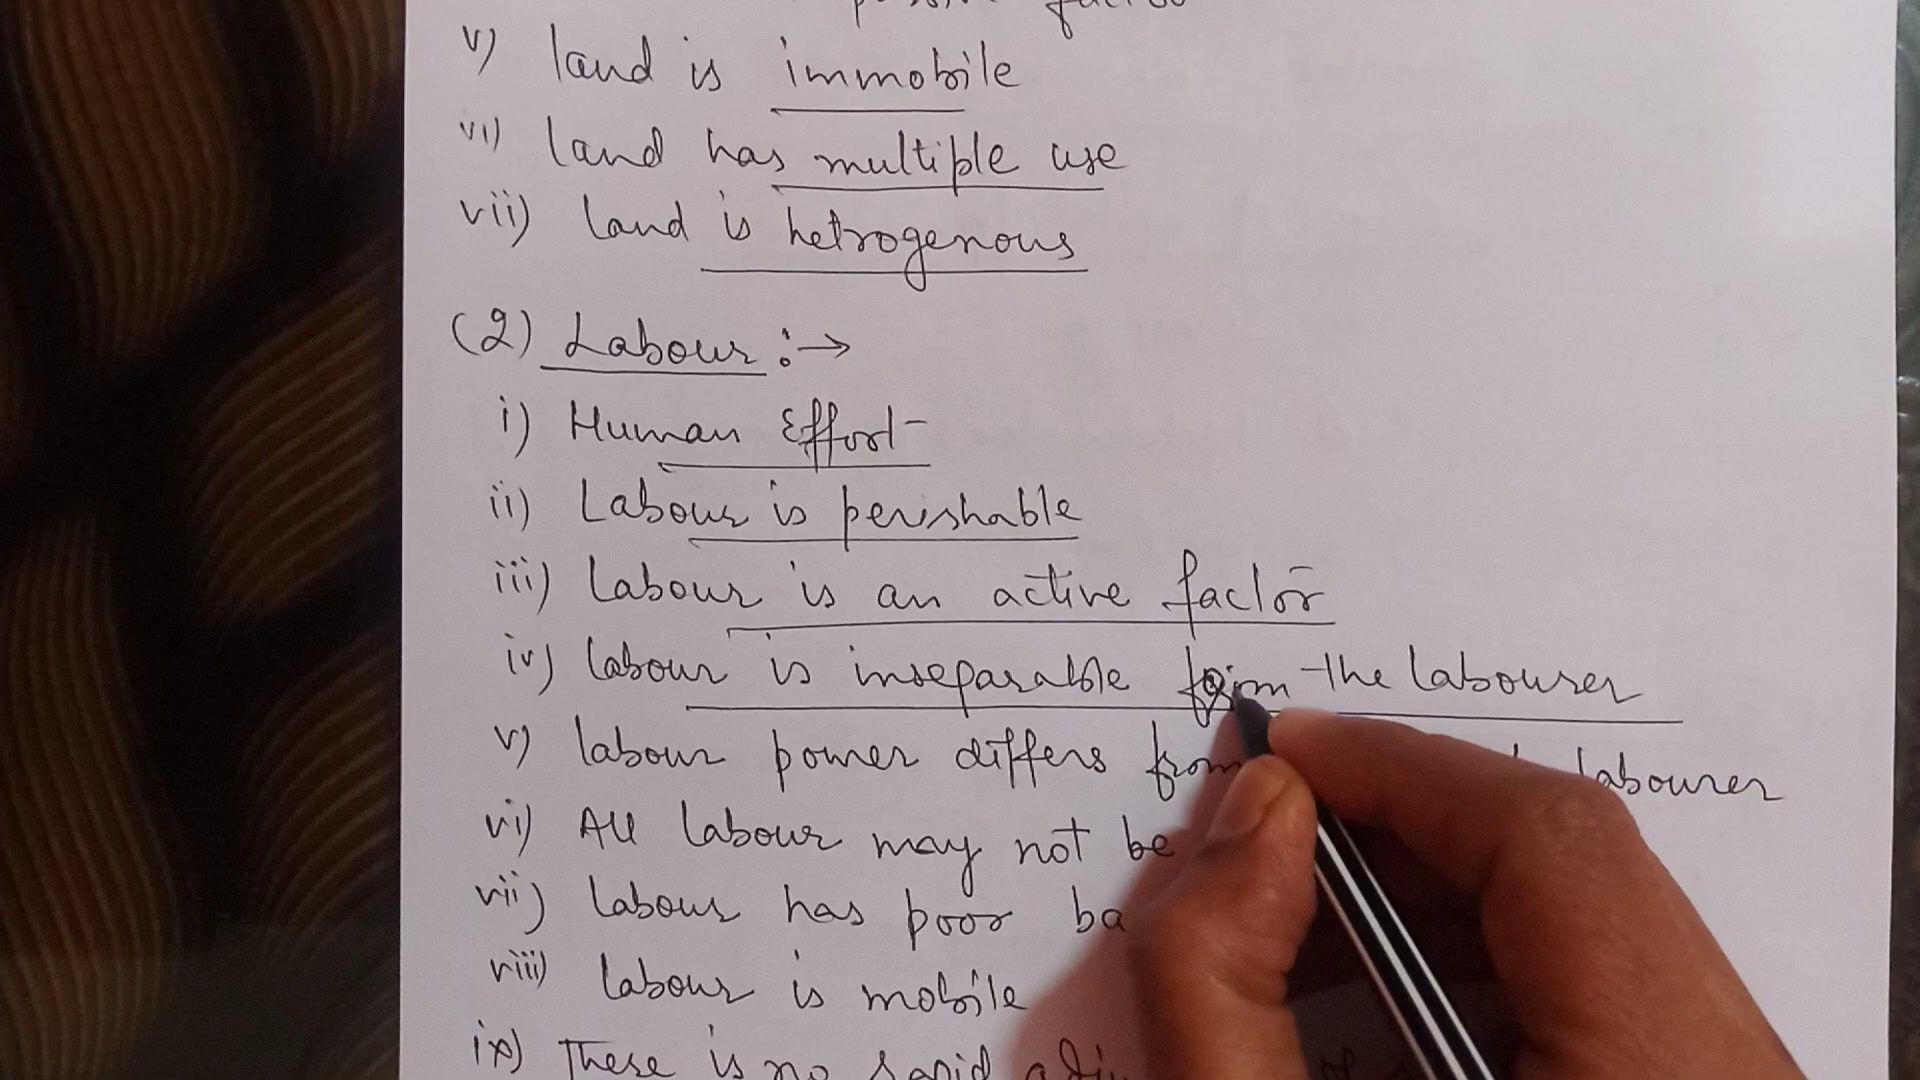 v) land is immobile
vi) land has multiple use
vii) land is hetrogenous
(2) Labour :→
i) Human Effort
ii) Labour is perishable
iii) labour is an active factor
iv) labour is inseparable from the labourer
v) labour power differs from labourer
vi) All labour may not be
vii) labour has poor ba
viii) labour is mobile
ix) There is no rapid